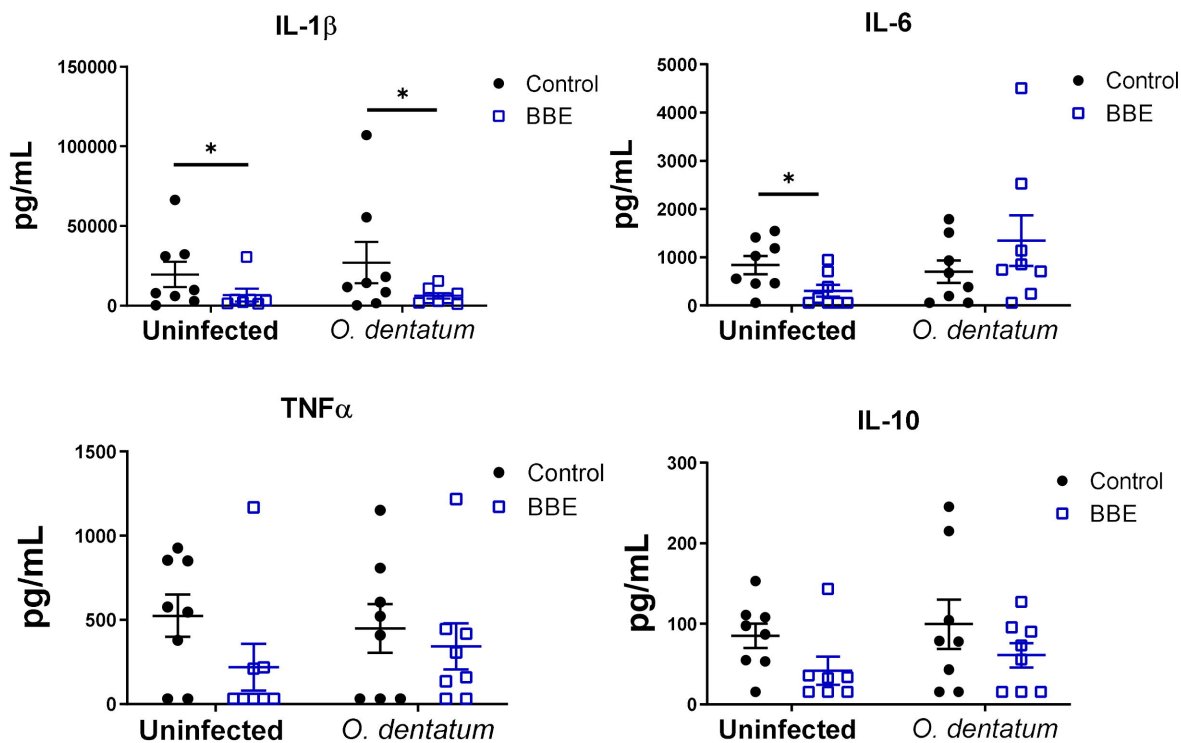 IL-1β
150000
100000
50000
0
pg/mL
*
*
Control
BBE
Uninfected
O. dentatum
IL-6
5000
4000
3000
2000
1000
0
pg/mL
*
Control
BBE
Uninfected
O. dentatum
TNFα
1500
1000
500
0
pg/mL
Control
BBE
Uninfected
O. dentatum
IL-10
300
200
100
0
pg/mL
Control
BBE
Uninfected
O. dentatum